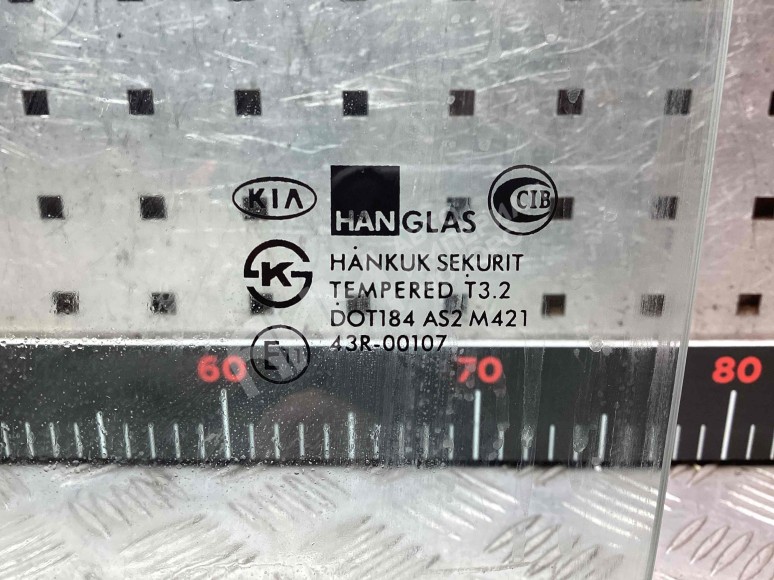 KIA HANGLAS CIB
K HANKUK SEKURIT
TEMPERED T3.2
DOT184 AS2 M421
43R-00107
60 70 80